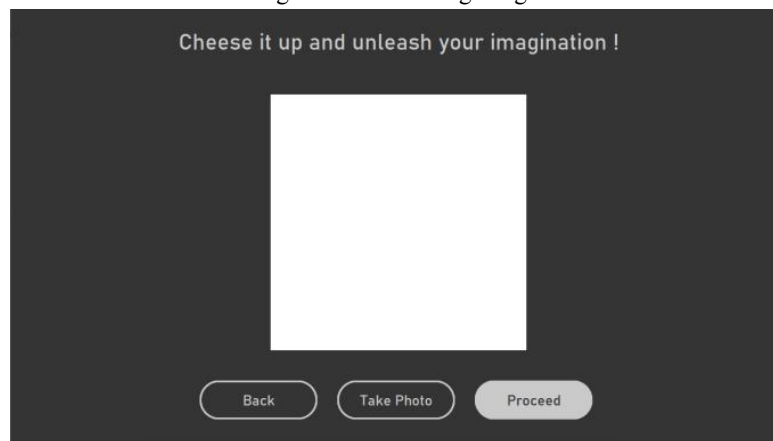 Cheese it up and unleash your imagination !
Back
Take Photo
Proceed